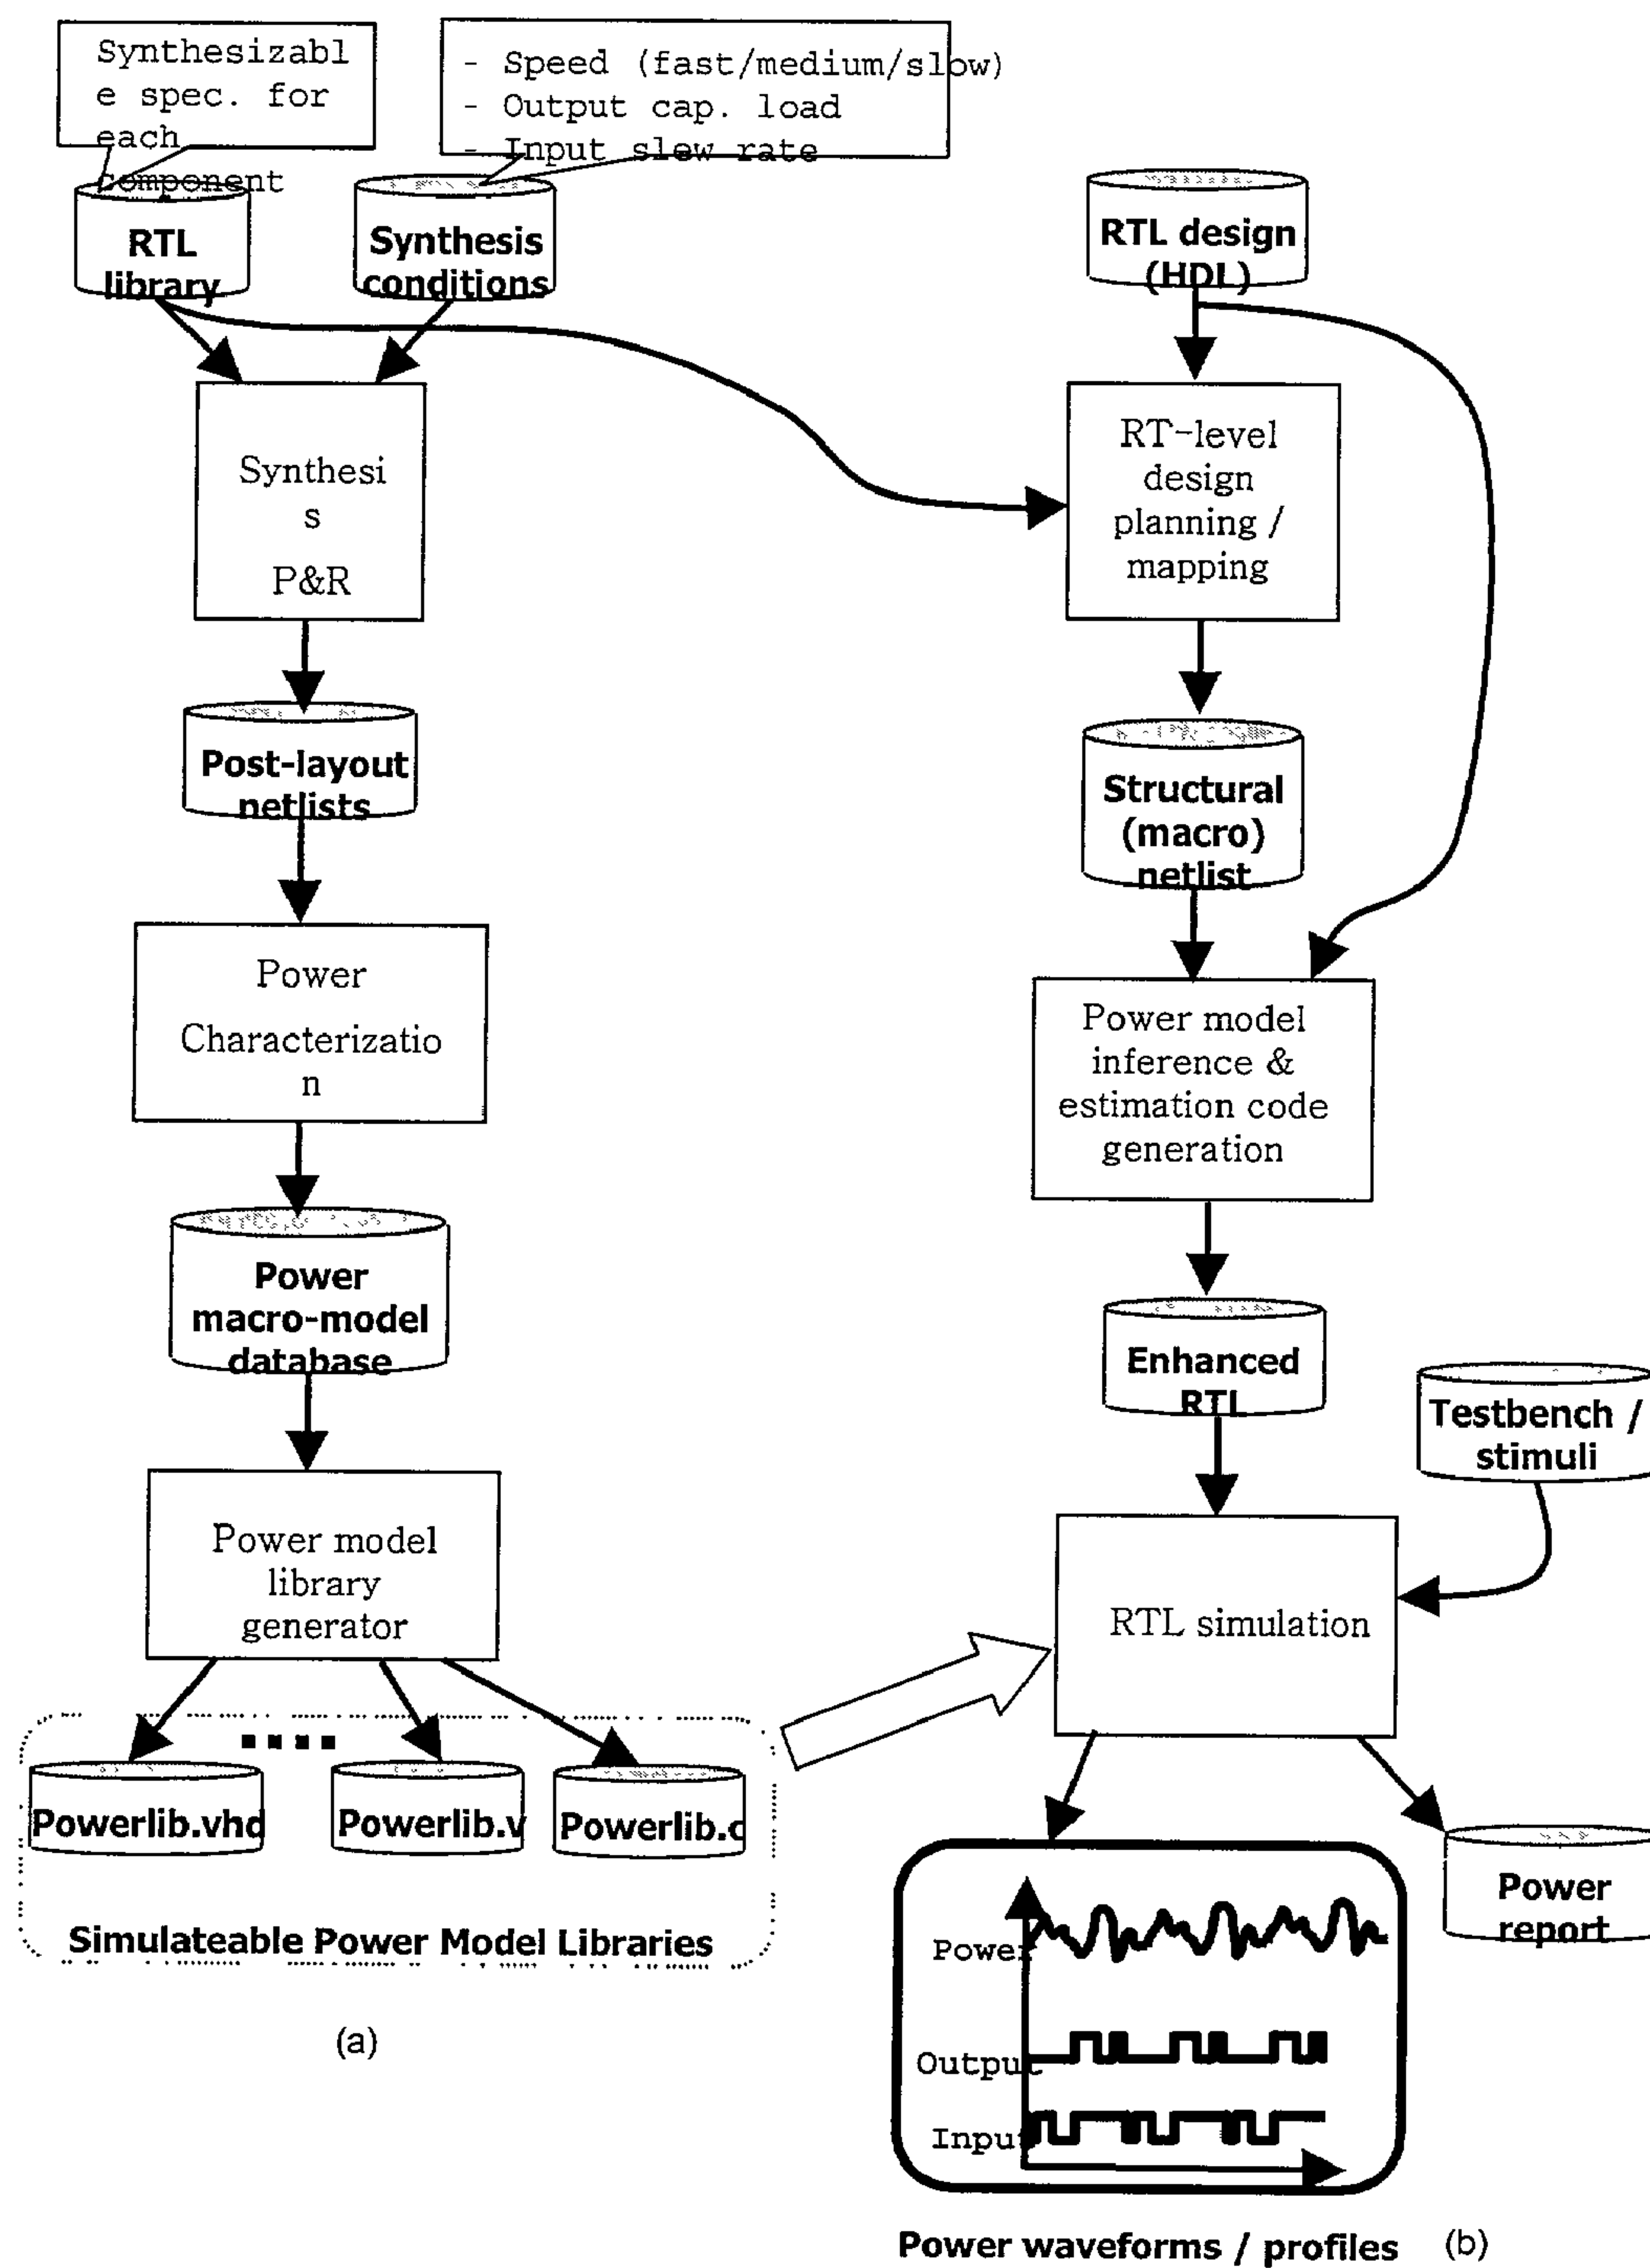 Synthesizabl
e spec. for
each
component
- Speed (fast/medium/slow)
- Output cap. load
- Input slew rate
RTL
library
Synthesis
conditions
RTL design
(HDL)
Synthesi
s
P&R
RT-level
design
planning /
mapping
Post-layout
netlists
Structural
(macro)
netlist
Power
Characterizatio
n
Power model
inference &
estimation code
generation
Power
macro-model
database
Enhanced
RTL
Testbench /
stimuli
Power model
library
generator
RTL simulation
Powerlib.vhd
Powerlib.v
Powerlib.c
Simulateable Power Model Libraries
(a)
Power
report
Power
Output
Input
Power waveforms / profiles
(b)